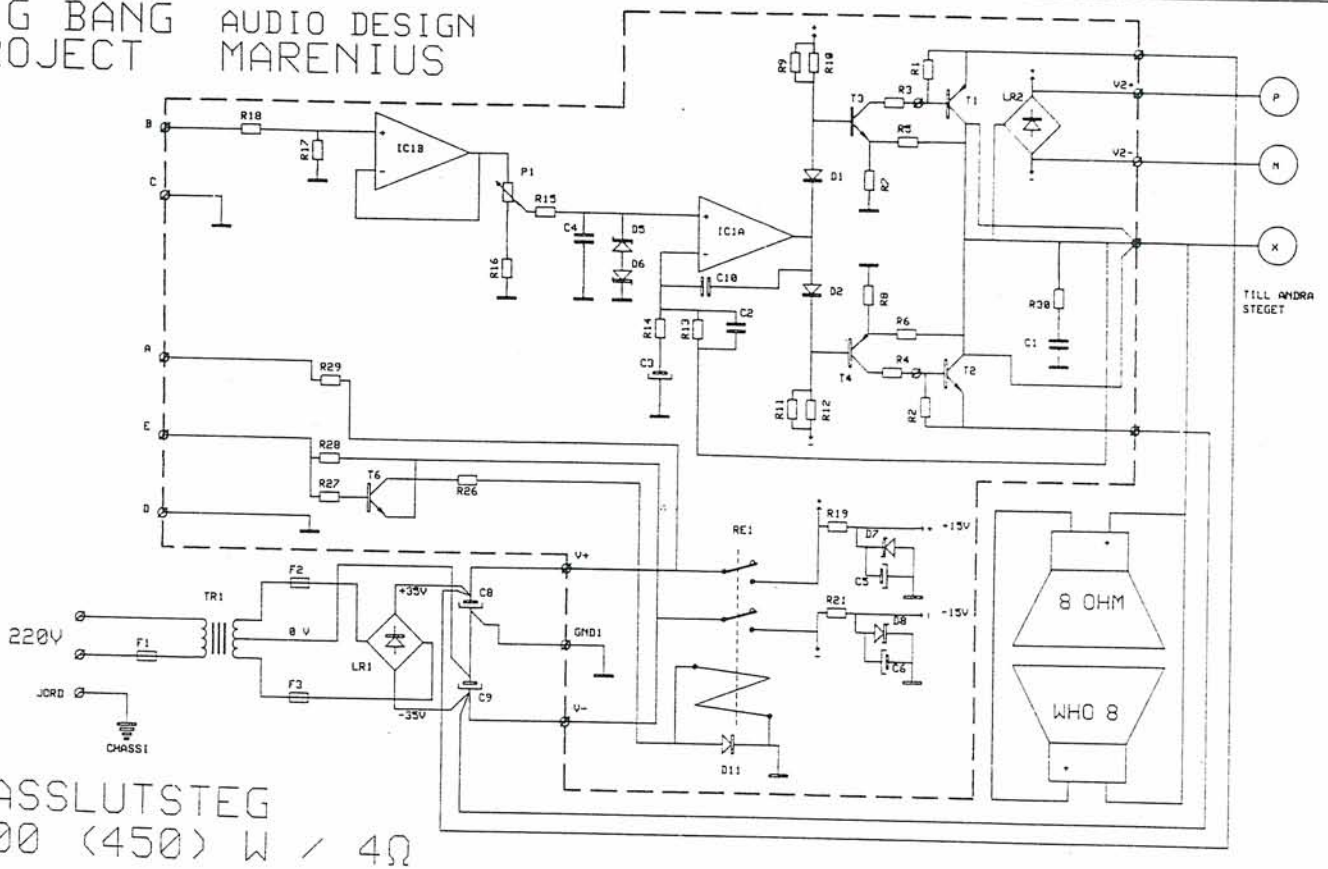 G BANG AUDIO DESIGN
OJECT MARENIUS
B
R18
R17
IC1B
+
-
C
P1
R15
R16
C4
D5
D6
IC1A
+
-
C10
R14
R13
C2
C3
R9
R10
D1
D2
R11
R12
T3
R3
R5
R7
R1
T1
LR2
V2+
V2-
P
N
X
TILL ANDRA
STEGET
R8
R6
R4
T4
T2
R2
R30
C1
A
R29
E
R28
R27
T6
R26
D
RE1
R19
+15V
D7
C5
R21
-15V
D8
C6
V+
GND1
V-
D11
220V
F1
TR1
F2
0 V
F3
LR1
+35V
-35V
C8
C9
JORD
CHASSI
+
8 OHM
8 OHM
+
ASSLUTSTEG
00 (450) W / 4Ω